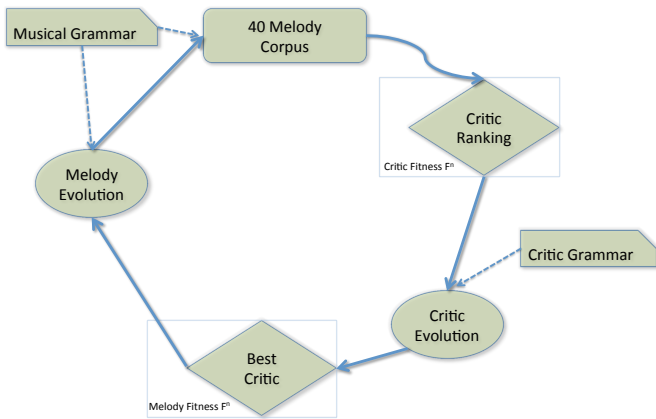 Musical Grammar
40 Melody
Corpus
Critic
Ranking
Critic Fitness Fⁿ
Melody
Evolution
Critic Grammar
Critic
Evolution
Best
Critic
Melody Fitness Fⁿ